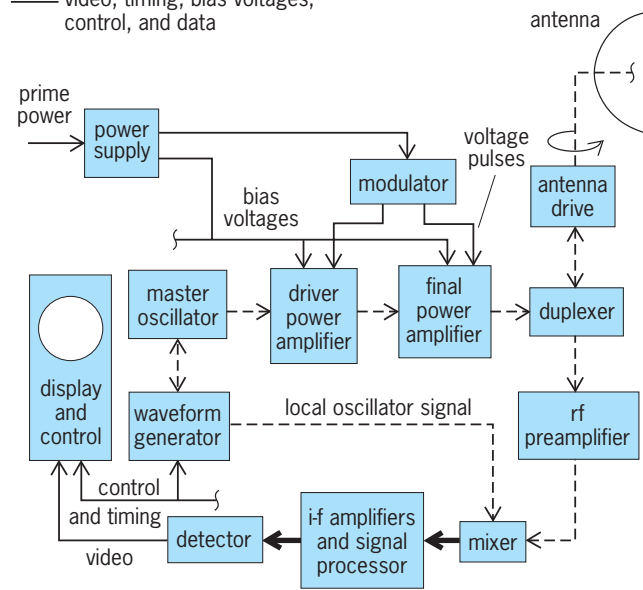 video, timing, bias voltages,
control, and data
antenna
prime
power
power
supply
voltage
pulses
modulator
antenna
drive
bias
voltages
master
oscillator
driver
power
amplifier
final
power
amplifier
duplexer
display
and
control
waveform
generator
local oscillator signal
rf
preamplifier
control
and timing
i-f amplifiers
and signal
processor
detector
mixer
video